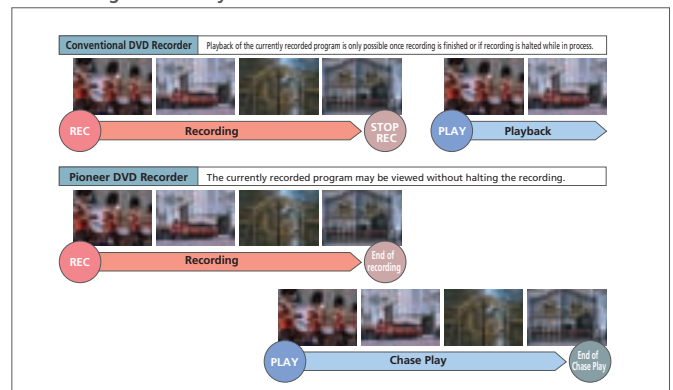 Conventional DVD Recorder
Playback of the currently recorded program is only possible once recording is finished or if recording is halted while in process.
REC
Recording
STOP
REC
PLAY
Playback
Pioneer DVD Recorder
The currently recorded program may be viewed without halting the recording.
REC
Recording
End of
recording
PLAY
Chase Play
End of
Chase Play